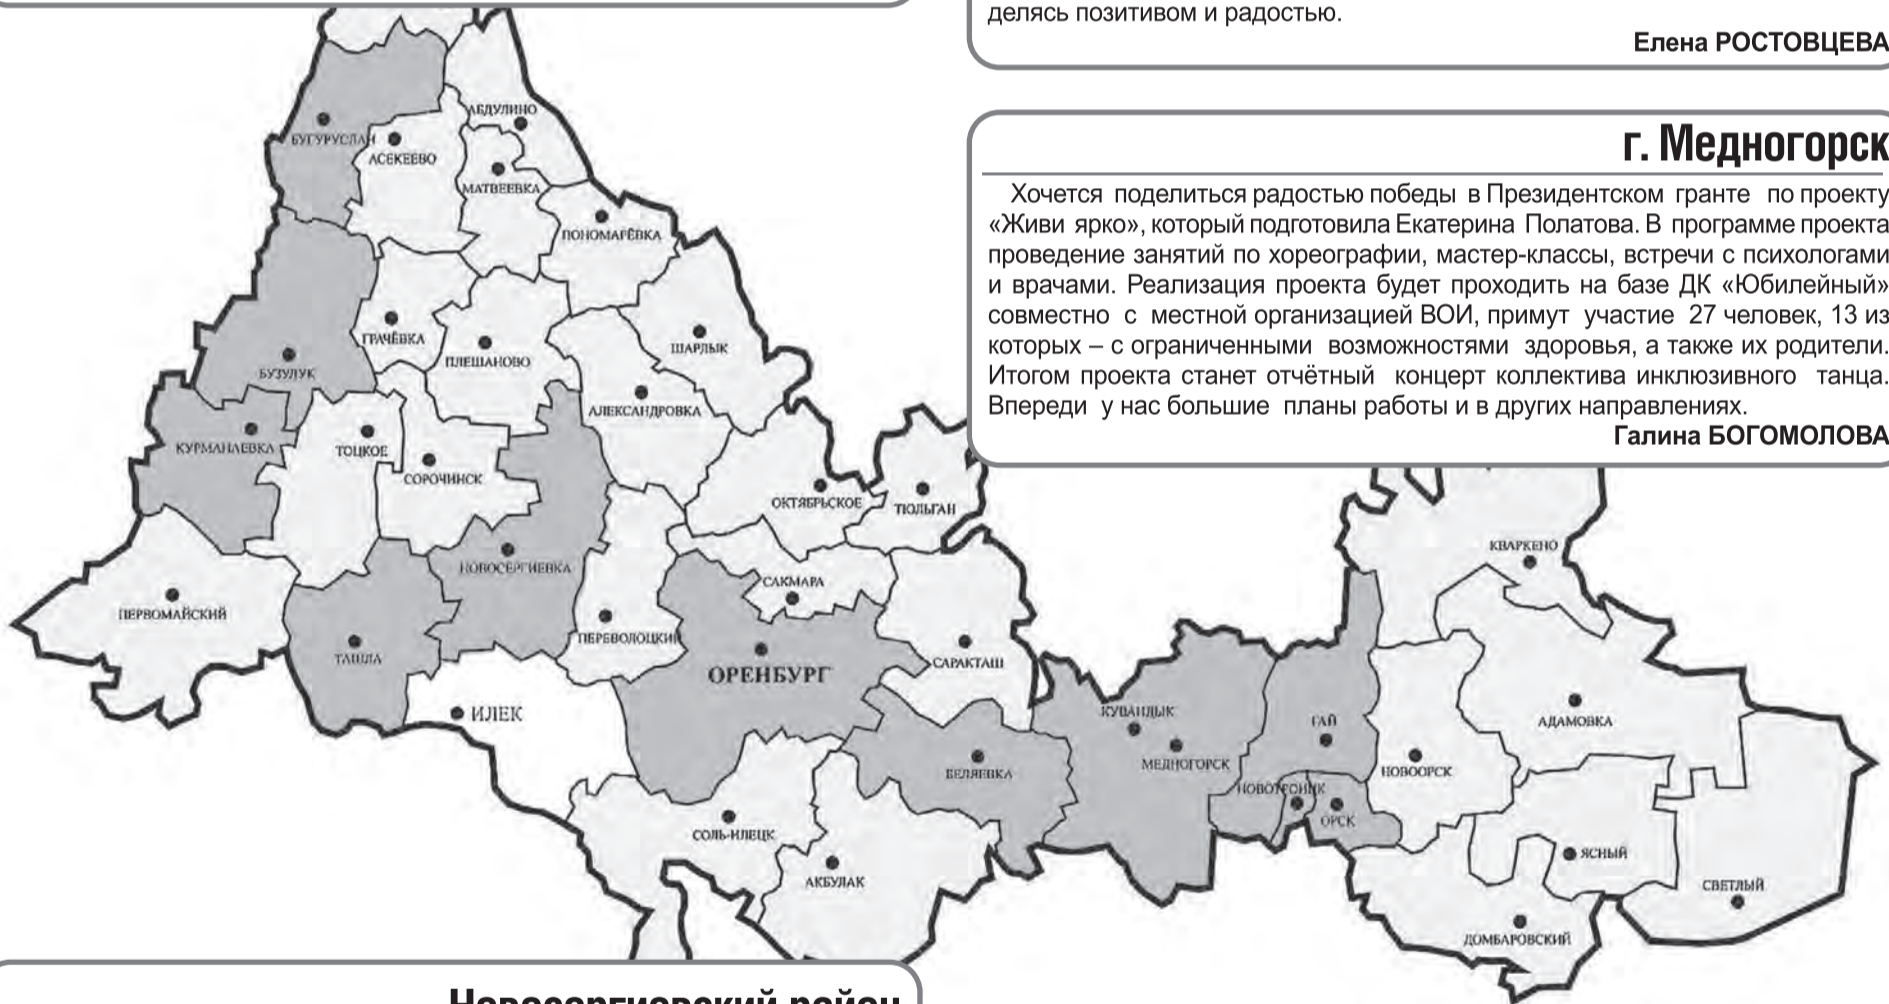 делясь позитивом и радостью.
Елена РОСТОВЦЕВА
г. Медногорск
Хочется поделиться радостью победы в Президентском гранте по проекту
«Живи ярко», который подготовила Екатерина Полатова. В программе проекта
проведение занятий по хореографии, мастер-классы, встречи с психологами
и врачами. Реализация проекта будет проходить на базе ДК «Юбилейный»
совместно с местной организацией ВОИ, примут участие 27 человек, 13 из
которых – с ограниченными возможностями здоровья, а также их родители.
Итогом проекта станет отчётный концерт коллектива инклюзивного танца.
Впереди у нас большие планы работы и в других направлениях.
Галина БОГОМОЛОВА
АБДУЛИНО
БУГУРУСЛАН
АСЕКЕЕВО
МАТВЕЕВКА
ПОНОМАРЁВКА
ГРАЧЁВКА
ШАРЛЫК
ПЛЕШАНОВО
БУЗУЛУК
АЛЕКСАНДРОВКА
КУРМАНАЕВКА
ТОЦКОЕ
СОРОЧИНСК
ОКТЯБРЬСКОЕ
ТЮЛЬГАН
КВАРКЕНО
НОВОСЕРГИЕВКА
САКМАРА
ПЕРВОМАЙСКИЙ
ПЕРЕВОЛОЦКИЙ
ТАШЛА
САРАКТАШ
ОРЕНБУРГ
ИЛЕК
КУВАНДЫК
ГАЙ
АДАМОВКА
МЕДНОГОРСК
БЕЛЯЕВКА
НОВООРСК
НОВОТРОИЦК
ОРСК
СОЛЬ-ИЛЕЦК
ЯСНЫЙ
АКБУЛАК
СВЕТЛЫЙ
ДОМБАРОВСКИЙ
Новосергиевский район